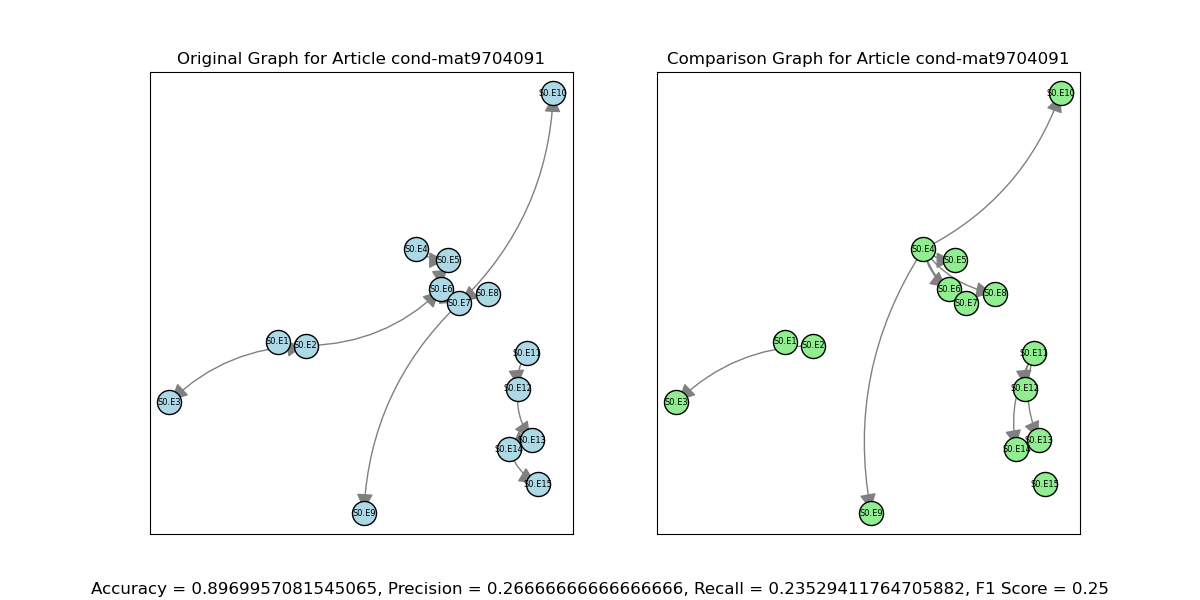 Original Graph for Article cond-mat9704091
Comparison Graph for Article cond-mat9704091
S0.E10
S0.E4
S0.E5
S0.E6
S0.E8
S0.E7
S0.E1
S0.E2
S0.E11
S0.E12
S0.E3
S0.E13
S0.E14
S0.E15
S0.E9
S0.E10
S0.E4
S0.E5
S0.E6
S0.E8
S0.E7
S0.E1
S0.E2
S0.E11
S0.E12
S0.E3
S0.E13
S0.E14
S0.E15
S0.E9
Accuracy = 0.8969957081545065, Precision = 0.26666666666666666, Recall = 0.23529411764705882, F1 Score = 0.25